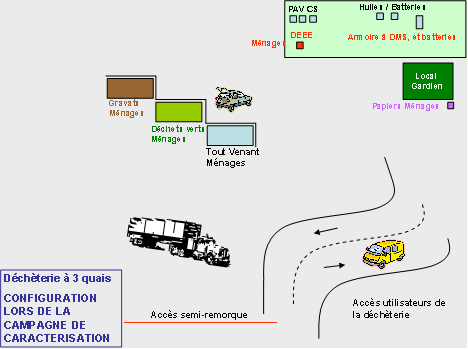 PAV CS
Huiles / Batteries
DEEE
Ménages
Armoire à DMS, et batteries
Local
Gardien
Papiers Ménages
Gravats
Ménages
Déchets verts
Ménages
Tout Venant
Ménages
Déchèterie à 3 quais
CONFIGURATION
LORS DE LA
CAMPAGNE DE
CARACTERISATION
Accès semi-remorque
Accès utilisateurs de
la déchèterie